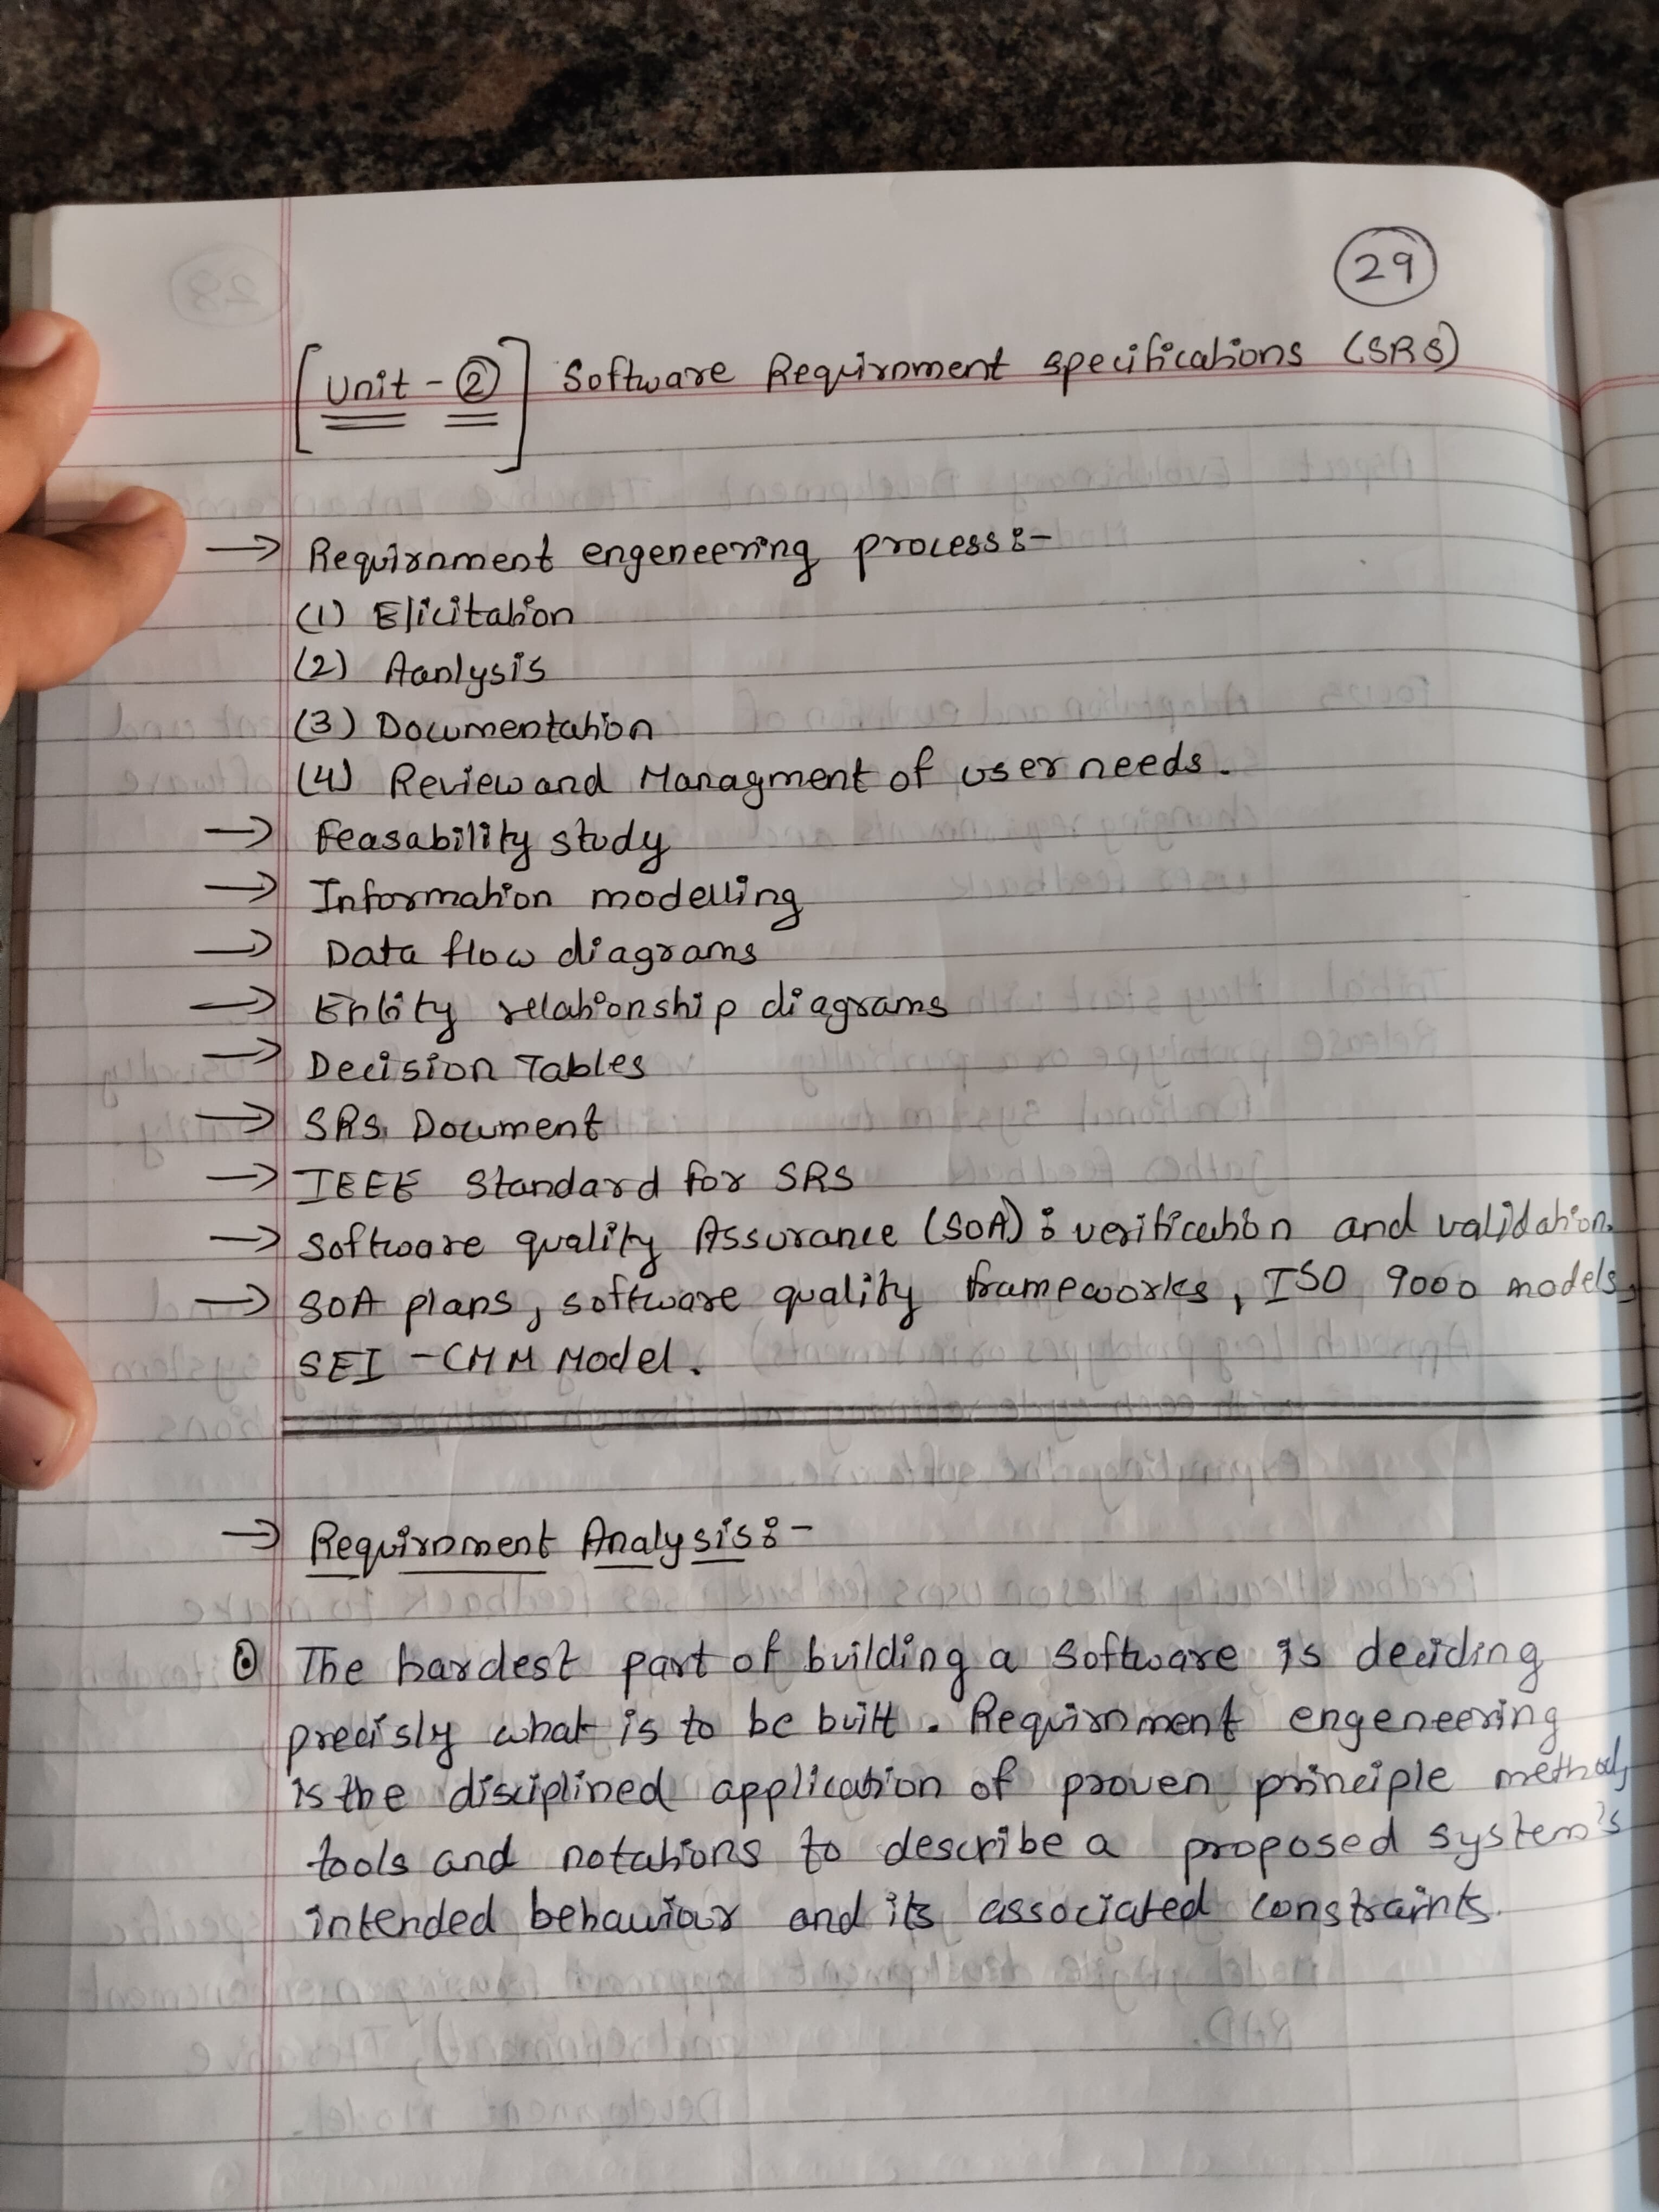 29
[Unit - 2] Software Requirnment specifications (SRS)
→ Requirnment engeneering process:-
(1) Elicitation
(2) Aanlysis
(3) Documentation
(4) Review and Managment of user needs.
→ Feasability study
→ Information modelling
→ Data flow diagrams
→ Entity relationship diagrams
→ Decision Tables
→ SRS Document
→ IEEE Standard for SRS
→ Software quality Assurance (SOA) : verification and validation.
→ SOA plans, software quality frameworks, ISO 9000 models,
SEI - CMM Model.
→ Requirnment Analysis:-
⊙ The hardest part of building a software is deciding
precisly what is to be built. Requirnment engeneering
is the disciplined application of proven principle methods,
tools and notations to describe a proposed system's
intended behaviour and its associated constraints.